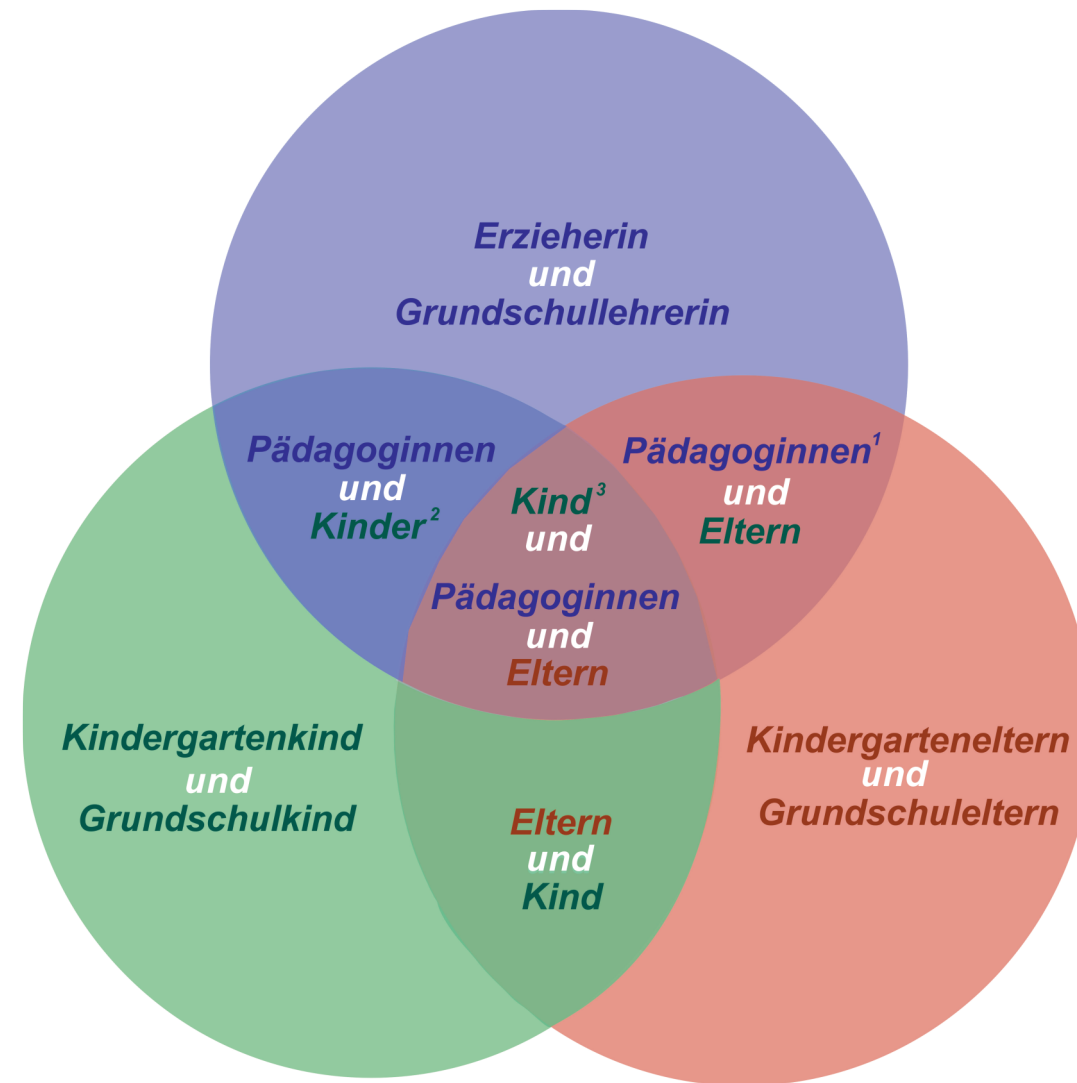 Erzieherin
und
Grundschullehrerin
Pädagoginnen
und
Kinder²
Kind³
und
Pädagoginnen
und
Eltern
Pädagoginnen¹
und
Eltern
Kindergartenkind
und
Grundschulkind
Kindergarteneltern
und
Grundschuleltern
Eltern
und
Kind